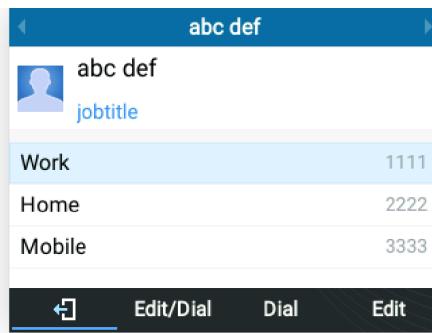 abc def
abc def
jobtitle
Work 1111
Home 2222
Mobile 3333
Edit/Dial Dial Edit